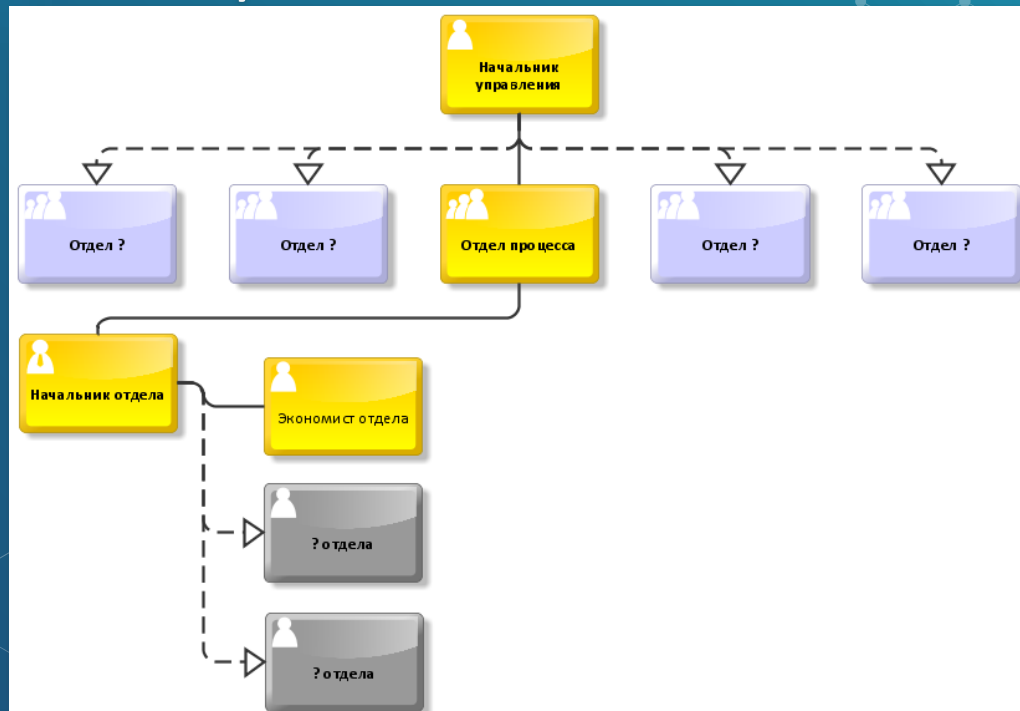 Начальник
управления
Отдел ?
Отдел ?
Отдел процесса
Отдел ?
Отдел ?
Начальник отдела
Экономист отдела
? отдела
? отдела